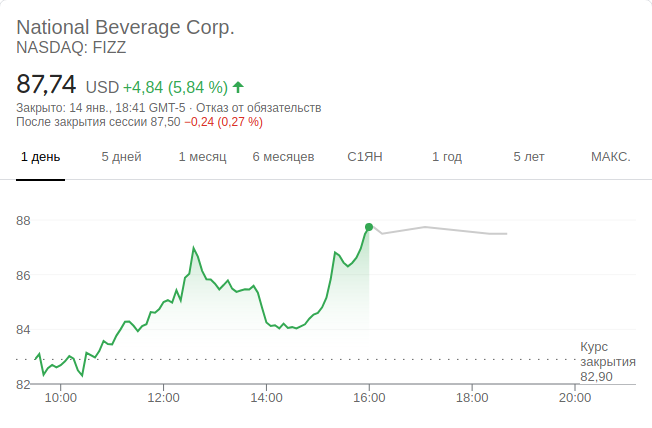 National Beverage Corp.
NASDAQ: FIZZ
87,74 USD +4,84 (5,84 %)
Закрыто: 14 янв., 18:41 GMT-5 · Отказ от обязательств
После закрытия сессии 87,50 −0,24 (0,27 %)
1 день 5 дней 1 месяц 6 месяцев С1ЯН 1 год 5 лет МАКС.
88
86
84
Курс
закрытия
82,90
82
10:00 12:00 14:00 16:00 18:00 20:00